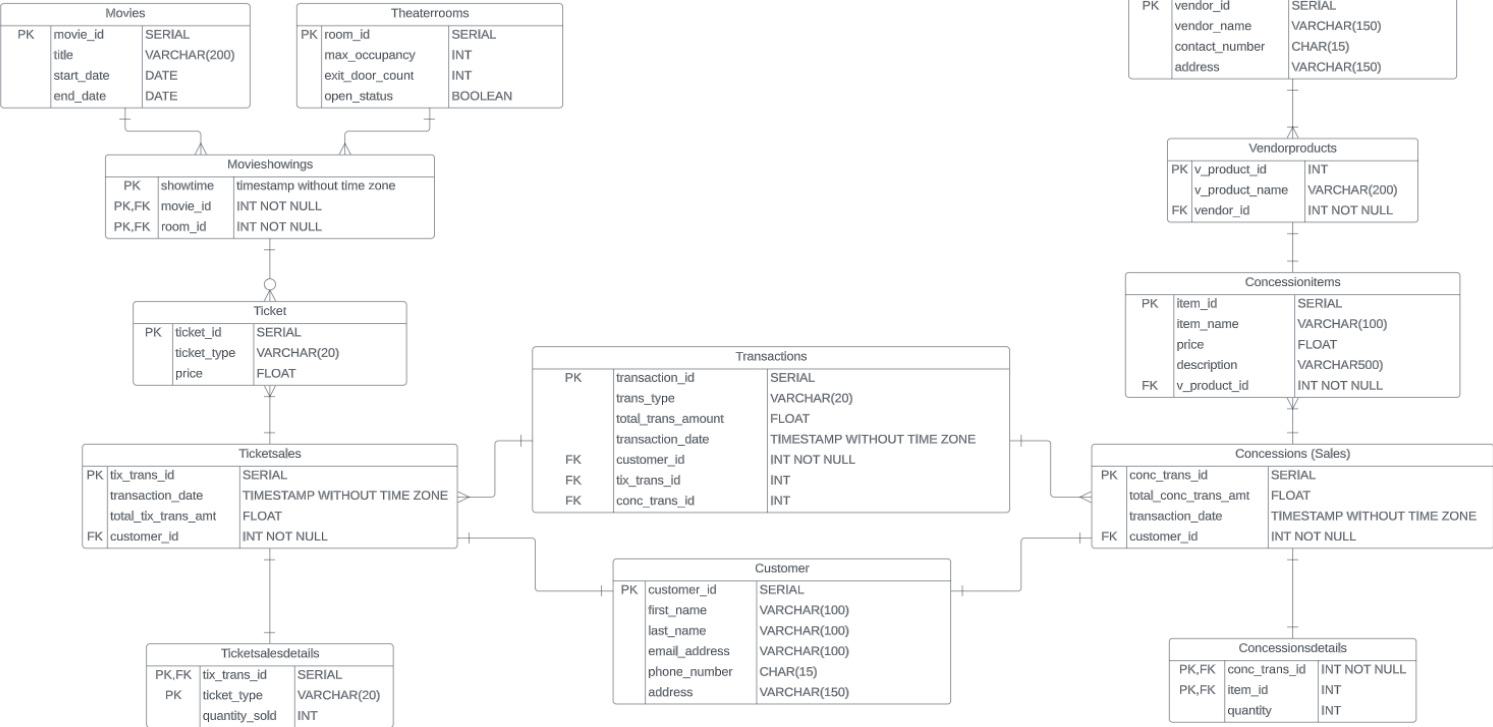 Movies
PK movie_id SERIAL
title VARCHAR(200)
start_date DATE
end_date DATE
Theaterrooms
PK room_id SERIAL
max_occupancy INT
exit_door_count INT
open_status BOOLEAN
PK vendor_id SERIAL
vendor_name VARCHAR(150)
contact_number CHAR(15)
address VARCHAR(150)
Movieshowings
PK showtime timestamp without time zone
PK,FK movie_id INT NOT NULL
PK,FK room_id INT NOT NULL
Vendorproducts
PK v_product_id INT
v_product_name VARCHAR(200)
FK vendor_id INT NOT NULL
Ticket
PK ticket_id SERIAL
ticket_type VARCHAR(20)
price FLOAT
Concessionitems
PK item_id SERIAL
item_name VARCHAR(100)
price FLOAT
description VARCHAR500)
FK v_product_id INT NOT NULL
Transactions
PK transaction_id SERIAL
trans_type VARCHAR(20)
total_trans_amount FLOAT
transaction_date TIMESTAMP WITHOUT TIME ZONE
FK customer_id INT NOT NULL
FK tix_trans_id INT
FK conc_trans_id INT
Ticketsales
PK tix_trans_id SERIAL
transaction_date TIMESTAMP WITHOUT TIME ZONE
total_tix_trans_amt FLOAT
FK customer_id INT NOT NULL
Concessions (Sales)
PK conc_trans_id SERIAL
total_conc_trans_amt FLOAT
transaction_date TIMESTAMP WITHOUT TIME ZONE
FK customer_id INT NOT NULL
Customer
PK customer_id SERIAL
first_name VARCHAR(100)
last_name VARCHAR(100)
email_address VARCHAR(100)
phone_number CHAR(15)
address VARCHAR(150)
Ticketsalesdetails
PK,FK tix_trans_id SERIAL
PK ticket_type VARCHAR(20)
quantity_sold INT
Concessionsdetails
PK,FK conc_trans_id INT NOT NULL
PK,FK item_id INT
quantity INT